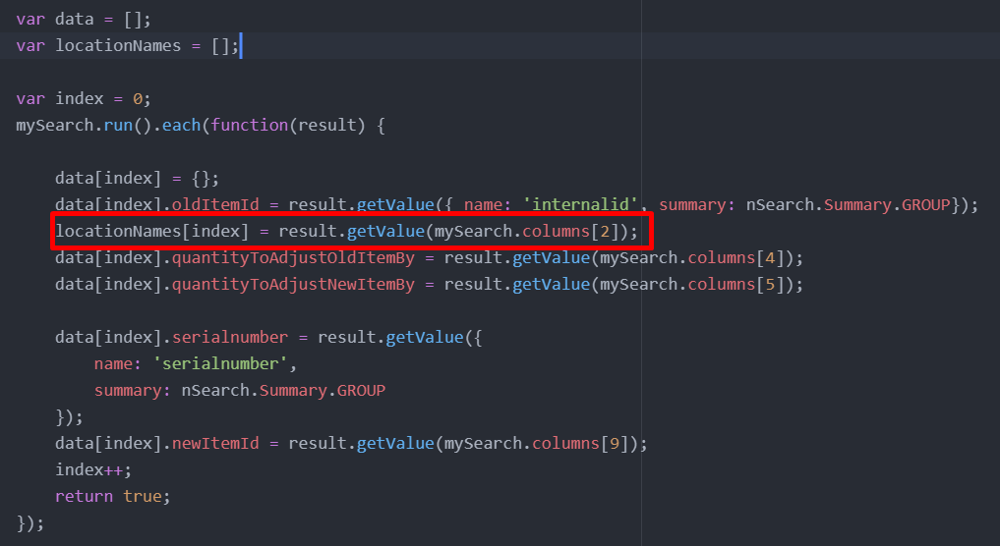 var data = [];
var locationNames = [];
var index = 0;
mySearch.run().each(function(result) {
data[index] = {};
data[index].oldItemId = result.getValue({ name: 'internalid', summary: nSearch.Summary.GROUP});
locationNames[index] = result.getValue(mySearch.columns[2]);
data[index].quantityToAdjustOldItemBy = result.getValue(mySearch.columns[4]);
data[index].quantityToAdjustNewItemBy = result.getValue(mySearch.columns[5]);
data[index].serialnumber = result.getValue({
name: 'serialnumber',
summary: nSearch.Summary.GROUP
});
data[index].newItemId = result.getValue(mySearch.columns[9]);
index++;
return true;
});